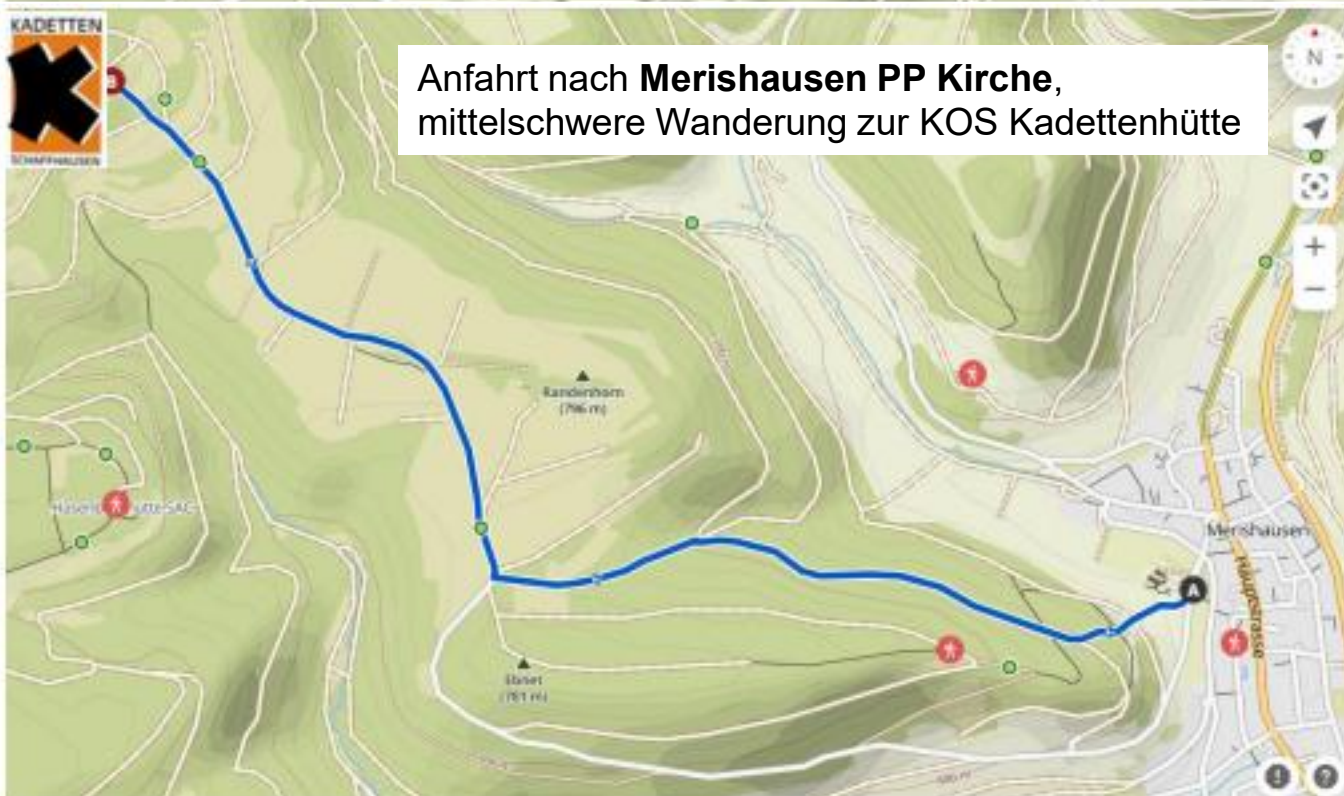 KADETTEN
SCHAFFHAUSEN
B
Anfahrt nach Merishausen PP Kirche,
mittelschwere Wanderung zur KOS Kadettenhütte
N
+
−
Randenhorn
(796 m)
Merishausen
A
Hauptstrasse
(781 m)
!
?